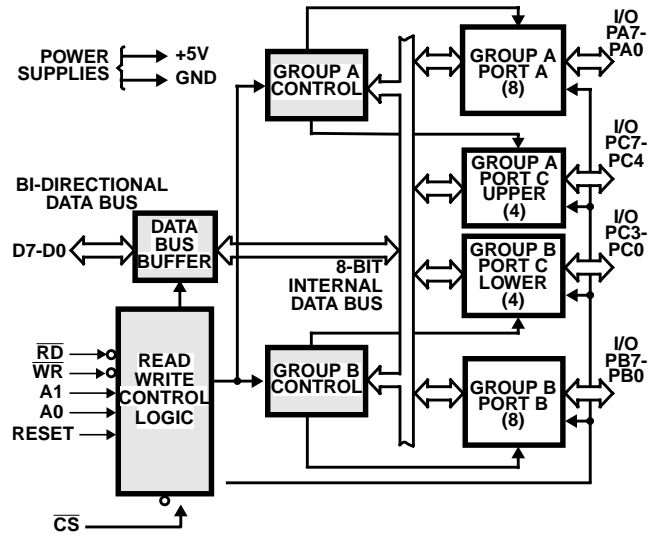 POWER
SUPPLIES
+5V
GND
GROUP A
CONTROL
GROUP A
PORT A
(8)
I/O
PA7-
PA0
GROUP A
PORT C
UPPER
(4)
I/O
PC7-
PC4
BI-DIRECTIONAL
DATA BUS
D7-D0
DATA
BUS
BUFFER
8-BIT
INTERNAL
DATA BUS
GROUP B
PORT C
LOWER
(4)
I/O
PC3-
PC0
RD
WR
A1
A0
RESET
READ
WRITE
CONTROL
LOGIC
GROUP B
CONTROL
GROUP B
PORT B
(8)
I/O
PB7-
PB0
CS